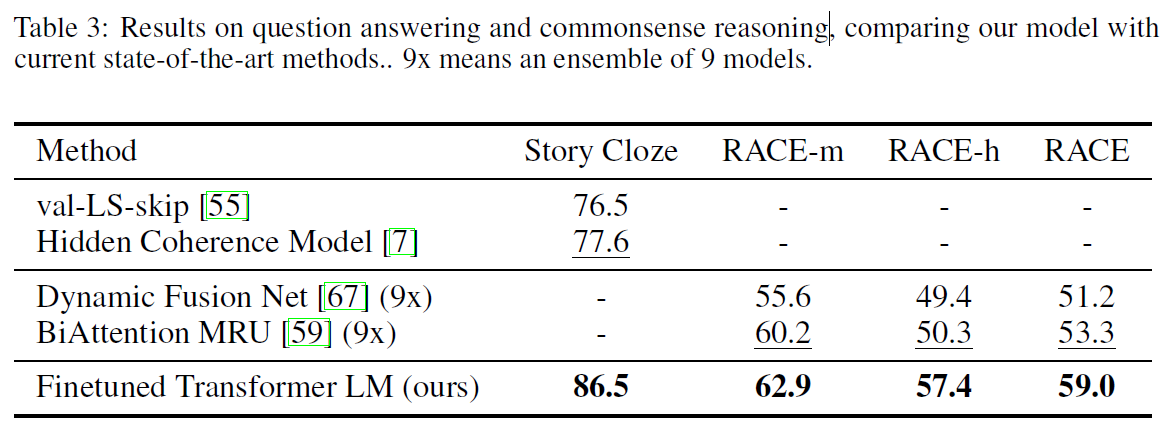 Table 3: Results on question answering and commonsense reasoning, comparing our model with
current state-of-the-art methods.. 9x means an ensemble of 9 models.
Method Story Cloze RACE-m RACE-h RACE
val-LS-skip [55] 76.5 - - -
Hidden Coherence Model [7] 77.6 - - -
Dynamic Fusion Net [67] (9x) - 55.6 49.4 51.2
BiAttention MRU [59] (9x) - 60.2 50.3 53.3
Finetuned Transformer LM (ours) 86.5 62.9 57.4 59.0